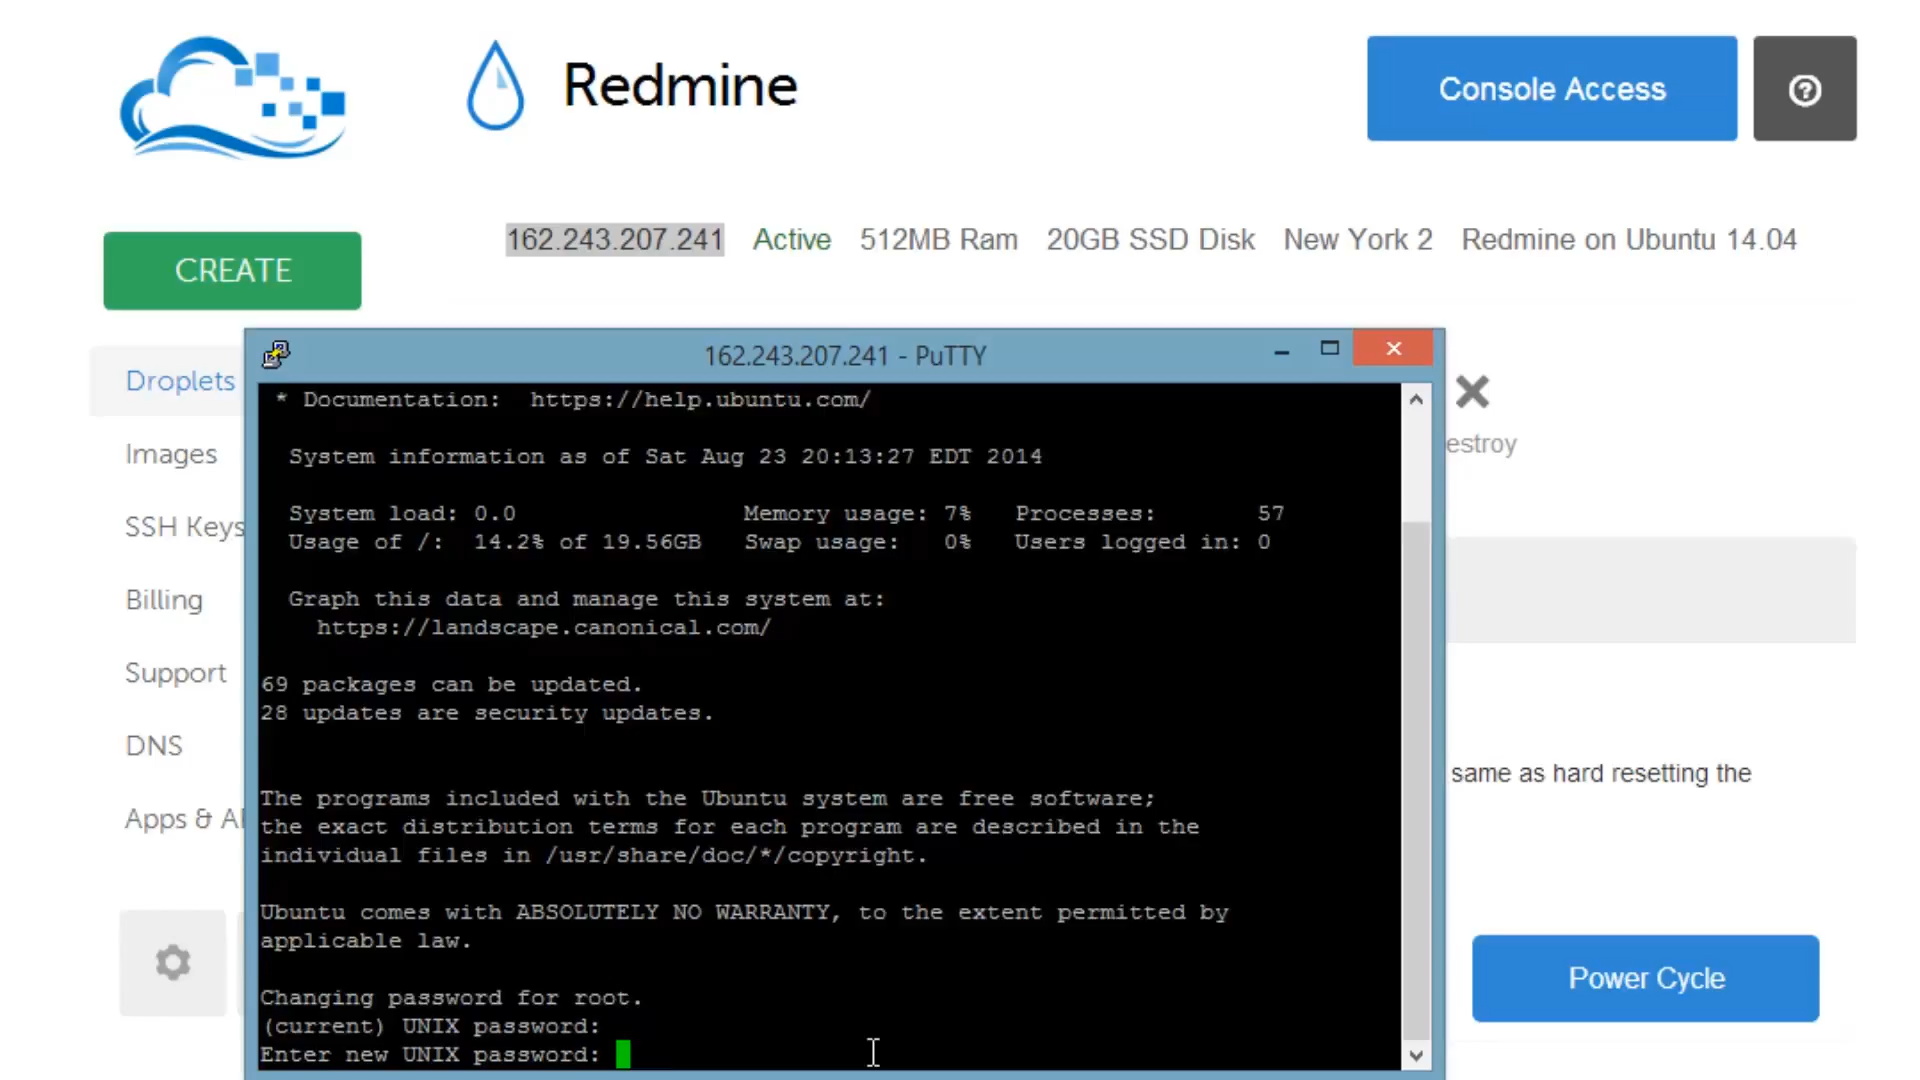 Redmine
Console Access
162.243.207.241 Active 512MB Ram 20GB SSD Disk New York 2 Redmine on Ubuntu 14.04
CREATE
162.243.207.241 - PuTTY
Droplets
Images
SSH Keys
Billing
Support
DNS
Apps & A
estroy
* Documentation: https://help.ubuntu.com/
System information as of Sat Aug 23 20:13:27 EDT 2014
System load: 0.0 Memory usage: 7% Processes: 57
Usage of /: 14.2% of 19.56GB Swap usage: 0% Users logged in: 0
Graph this data and manage this system at:
https://landscape.canonical.com/
69 packages can be updated.
28 updates are security updates.
The programs included with the Ubuntu system are free software;
the exact distribution terms for each program are described in the
individual files in /usr/share/doc/*/copyright.
Ubuntu comes with ABSOLUTELY NO WARRANTY, to the extent permitted by
applicable law.
Changing password for root.
(current) UNIX password:
Enter new UNIX password:
same as hard resetting the
Power Cycle